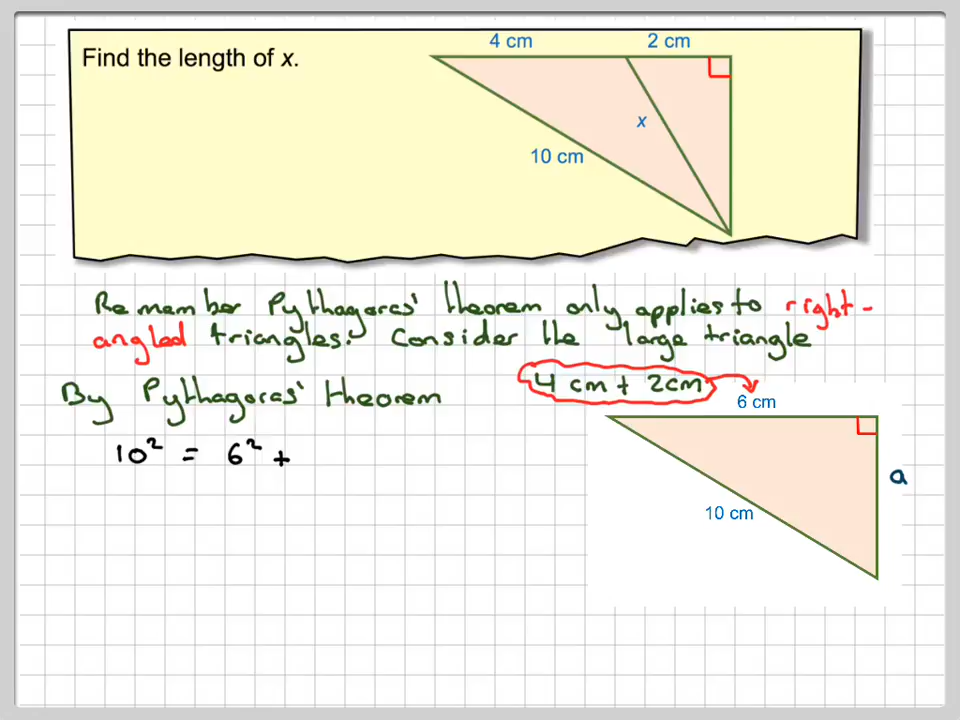 4 cm 2 cm
Find the length of x.
x
10 cm
Remember Pythagoras' theorem only applies to right-
angled triangles. Consider the large triangle
4 cm + 2cm
By Pythagoras' theorem
6 cm
10² = 6² +
a
10 cm